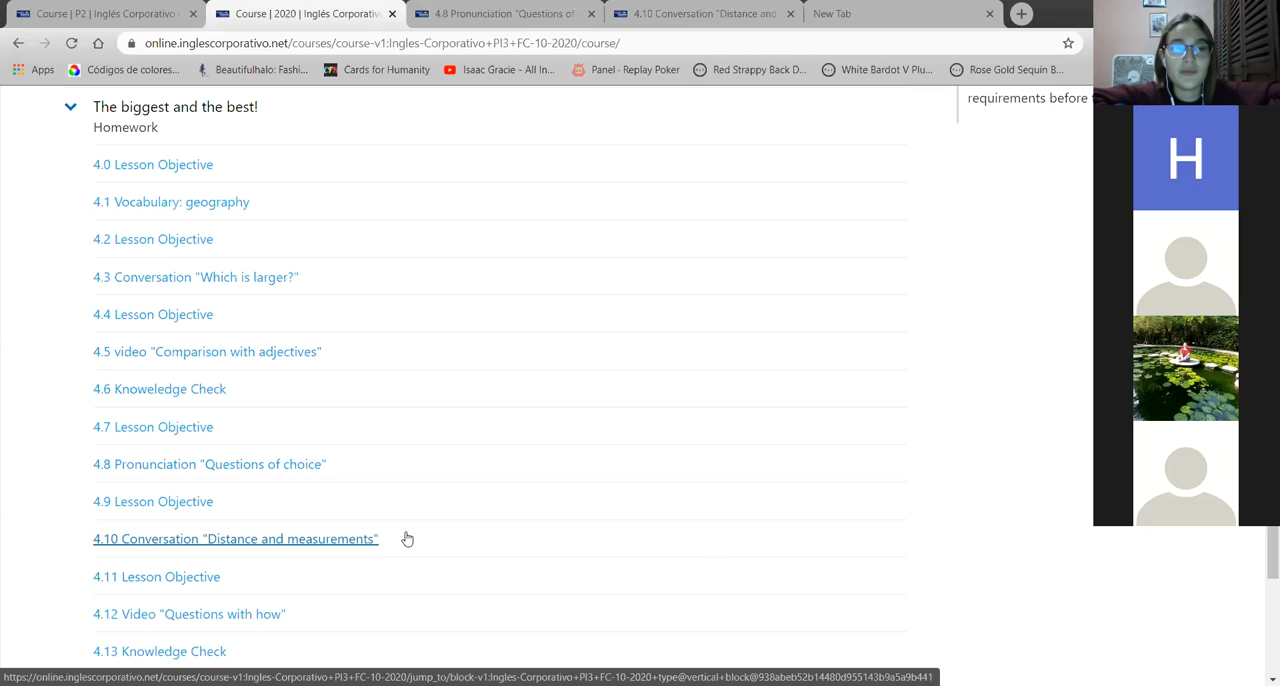 Course | P2 | Inglés Corporativo
Course | 2020 | Inglés Corporativ
4.8 Pronunciation "Questions of
4.10 Conversation "Distance and
New Tab
online.inglescorporativo.net/courses/course-v1:Ingles-Corporativo+PI3+FC-10-2020/course/
Apps
Códigos de colores...
Beautifulhalo: Fashi...
Cards for Humanity
Isaac Gracie - All In...
Panel · Replay Poker
Red Strappy Back D...
White Bardot V Plu...
Rose Gold Sequin B...
The biggest and the best!
requirements before
Homework
4.0 Lesson Objective
H
4.1 Vocabulary: geography
4.2 Lesson Objective
4.3 Conversation "Which is larger?"
4.4 Lesson Objective
4.5 video "Comparison with adjectives"
4.6 Knoweledge Check
4.7 Lesson Objective
4.8 Pronunciation "Questions of choice"
4.9 Lesson Objective
4.10 Conversation "Distance and measurements"
4.11 Lesson Objective
4.12 Video "Questions with how"
4.13 Knowledge Check
https://online.inglescorporativo.net/courses/course-v1:Ingles-Corporativo+PI3+FC-10-2020/jump_to/block-v1:Ingles-Corporativo+PI3+FC-10-2020+type@vertical+block@938abeb52b14480d955143b9a5a9b441